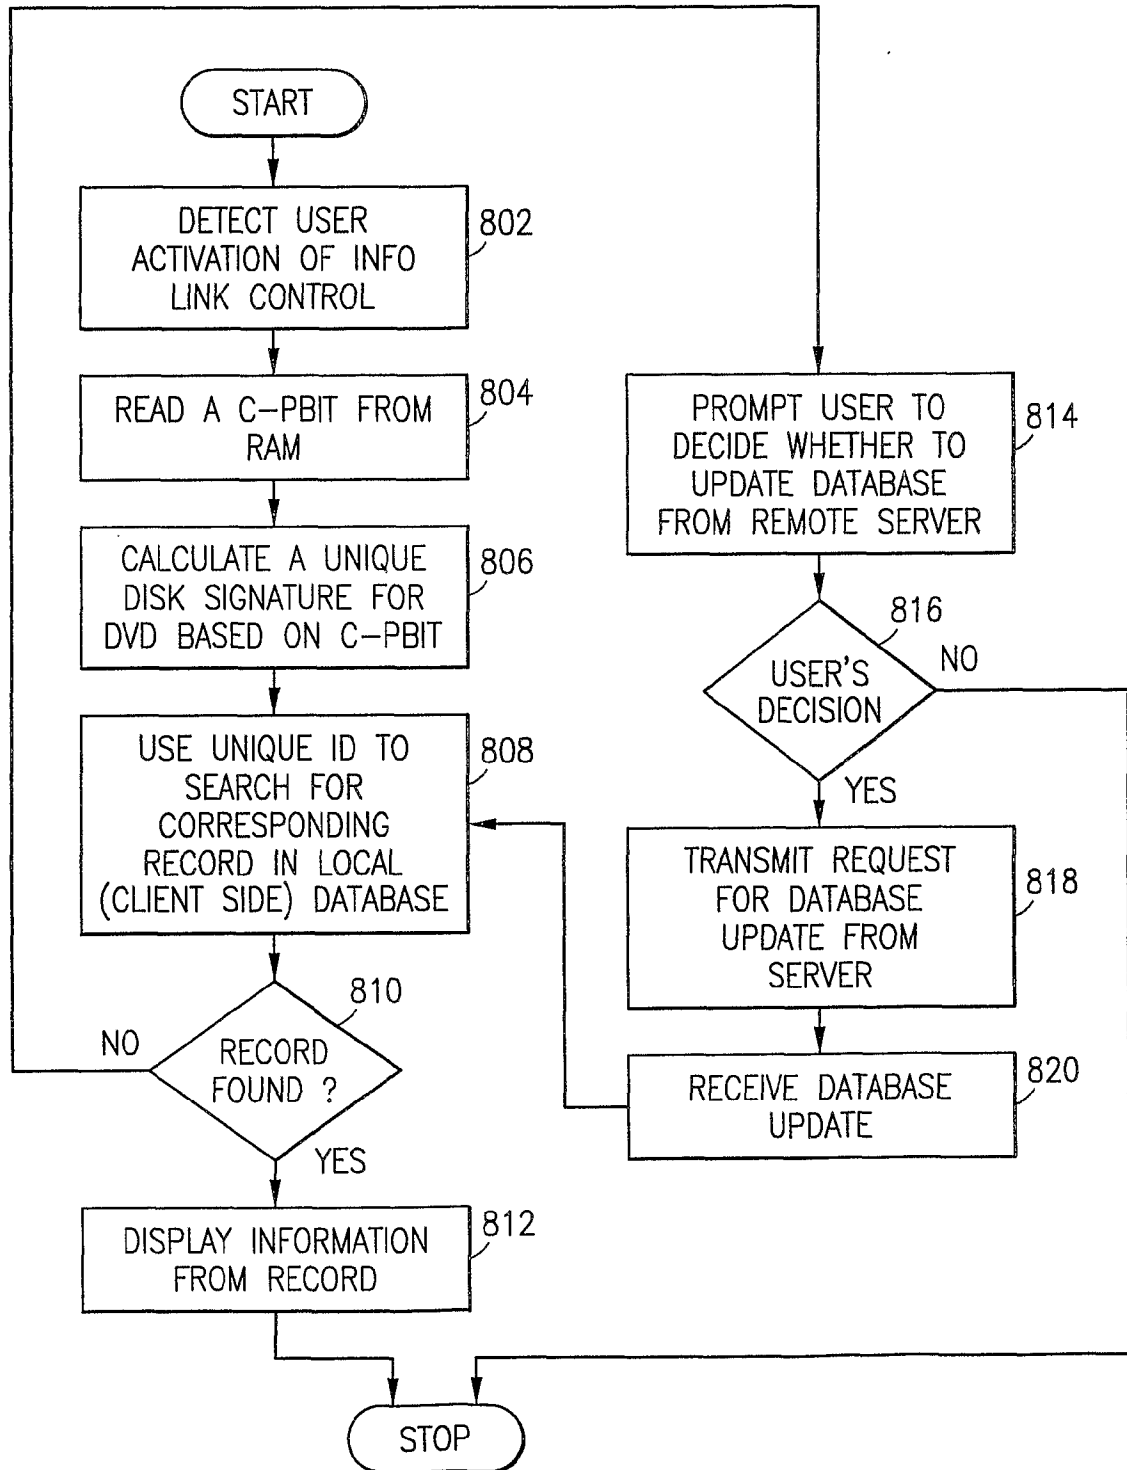 START
DETECT USER
ACTIVATION OF INFO
LINK CONTROL
802
READ A C-PBIT FROM
RAM
804
CALCULATE A UNIQUE
DISK SIGNATURE FOR
DVD BASED ON C-PBIT
806
USE UNIQUE ID TO
SEARCH FOR
CORRESPONDING
RECORD IN LOCAL
(CLIENT SIDE) DATABASE
808
810
NO
RECORD
FOUND ?
YES
DISPLAY INFORMATION
FROM RECORD
812
PROMPT USER TO
DECIDE WHETHER TO
UPDATE DATABASE
FROM REMOTE SERVER
814
816
NO
USER'S
DECISION
YES
TRANSMIT REQUEST
FOR DATABASE
UPDATE FROM
SERVER
818
RECEIVE DATABASE
UPDATE
820
STOP